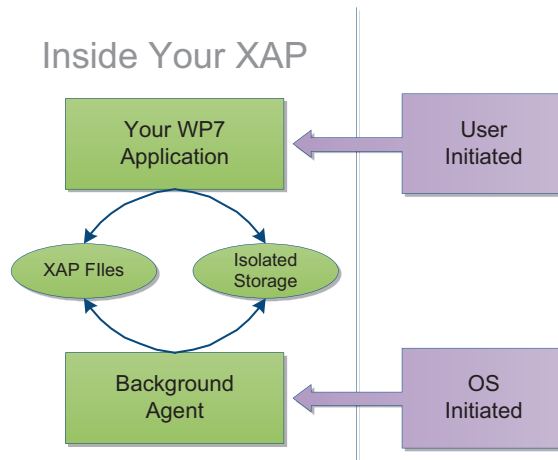 Inside Your XAP
Your WP7
Application
User
Initiated
XAP FIles
Isolated
Storage
Background
Agent
OS
Initiated